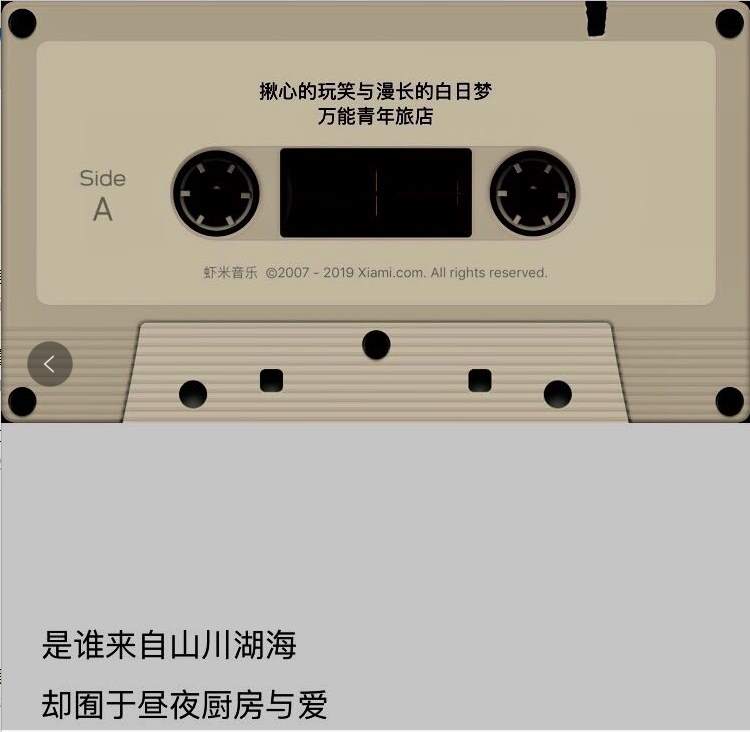 揪心的玩笑与漫长的白日梦
万能青年旅店
Side
A
虾米音乐 ©2007 - 2019 Xiami.com. All rights reserved.
是谁来自山川湖海
却囿于昼夜厨房与爱